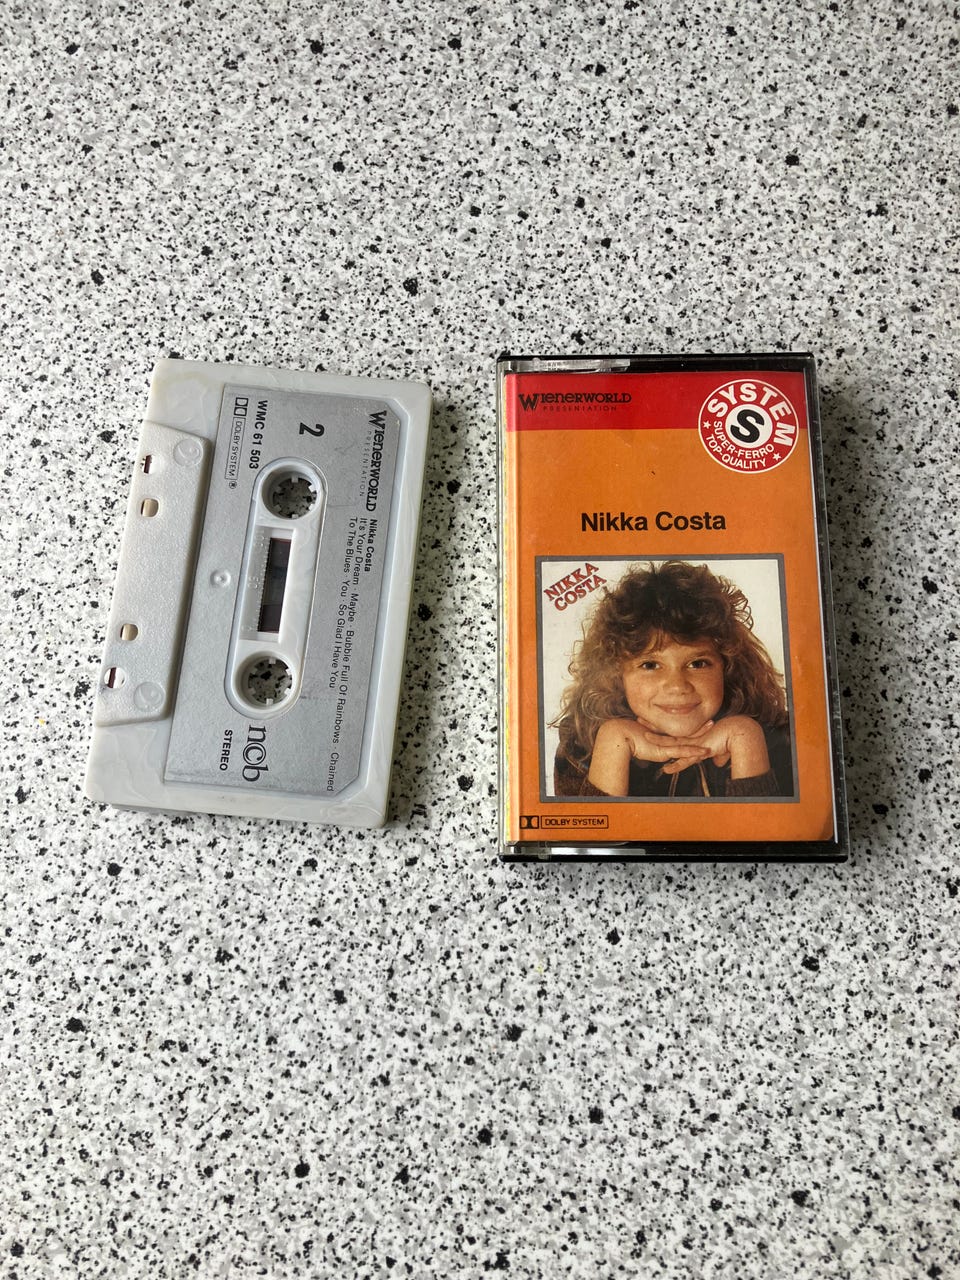 WIENERWORLD
PRESENTATION
Nikka Costa
It's Your Dream · Maybe · Bubble Full Of Rainbows · Chained
To The Blues · You · So Glad I Have You
2
WMC 61 503
DOLBY SYSTEM
ncb
STEREO
WIENERWORLD
PRESENTATION
SYSTEM
S
SUPER-FERRO
TOP-QUALITY
Nikka Costa
NIKKA
COSTA
DOLBY SYSTEM